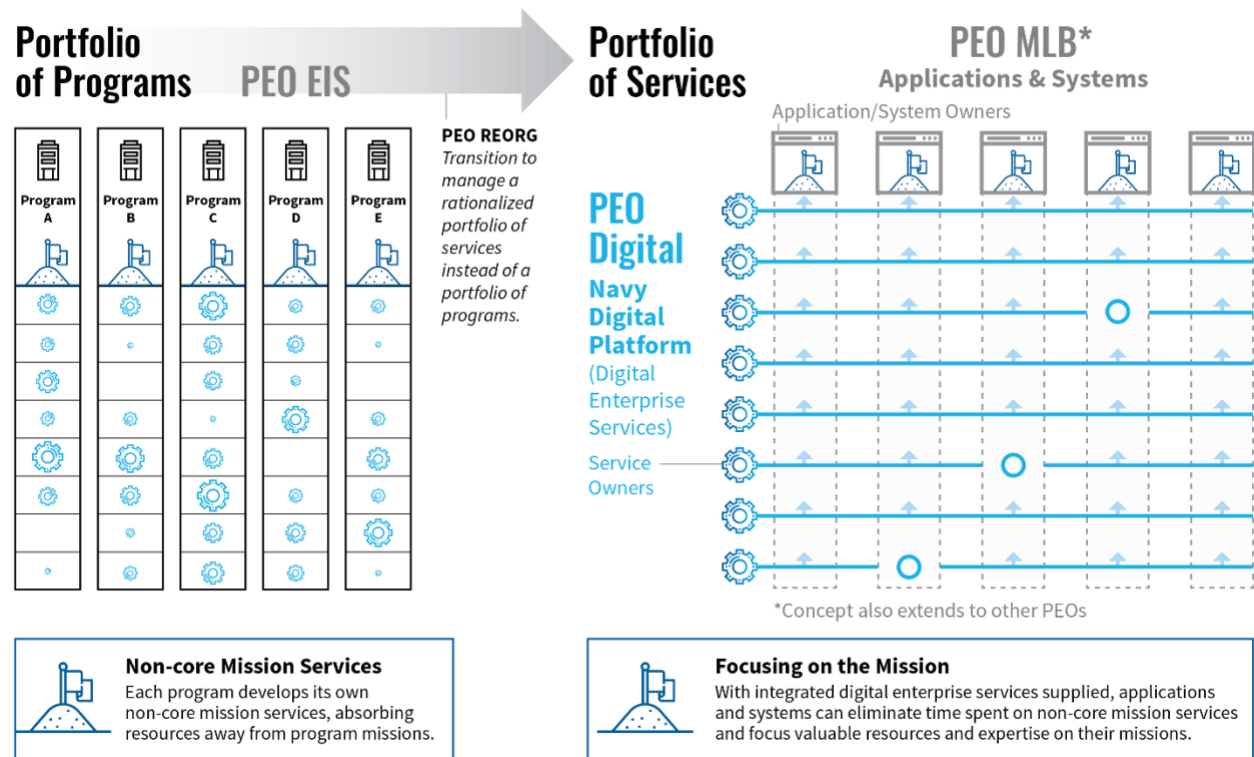 Portfolio
of Programs
PEO EIS
Program
A
Program
B
Program
C
Program
D
Program
E
PEO REORG
Transition to
manage a
rationalized
portfolio of
services
instead of a
portfolio of
programs.
Non-core Mission Services
Each program develops its own
non-core mission services, absorbing
resources away from program missions.
Portfolio
of Services
PEO MLB*
Applications & Systems
Application/System Owners
PEO
Digital
Navy
Digital
Platform
(Digital
Enterprise
Services)
Service
Owners
*Concept also extends to other PEOs
Focusing on the Mission
With integrated digital enterprise services supplied, applications
and systems can eliminate time spent on non-core mission services
and focus valuable resources and expertise on their missions.